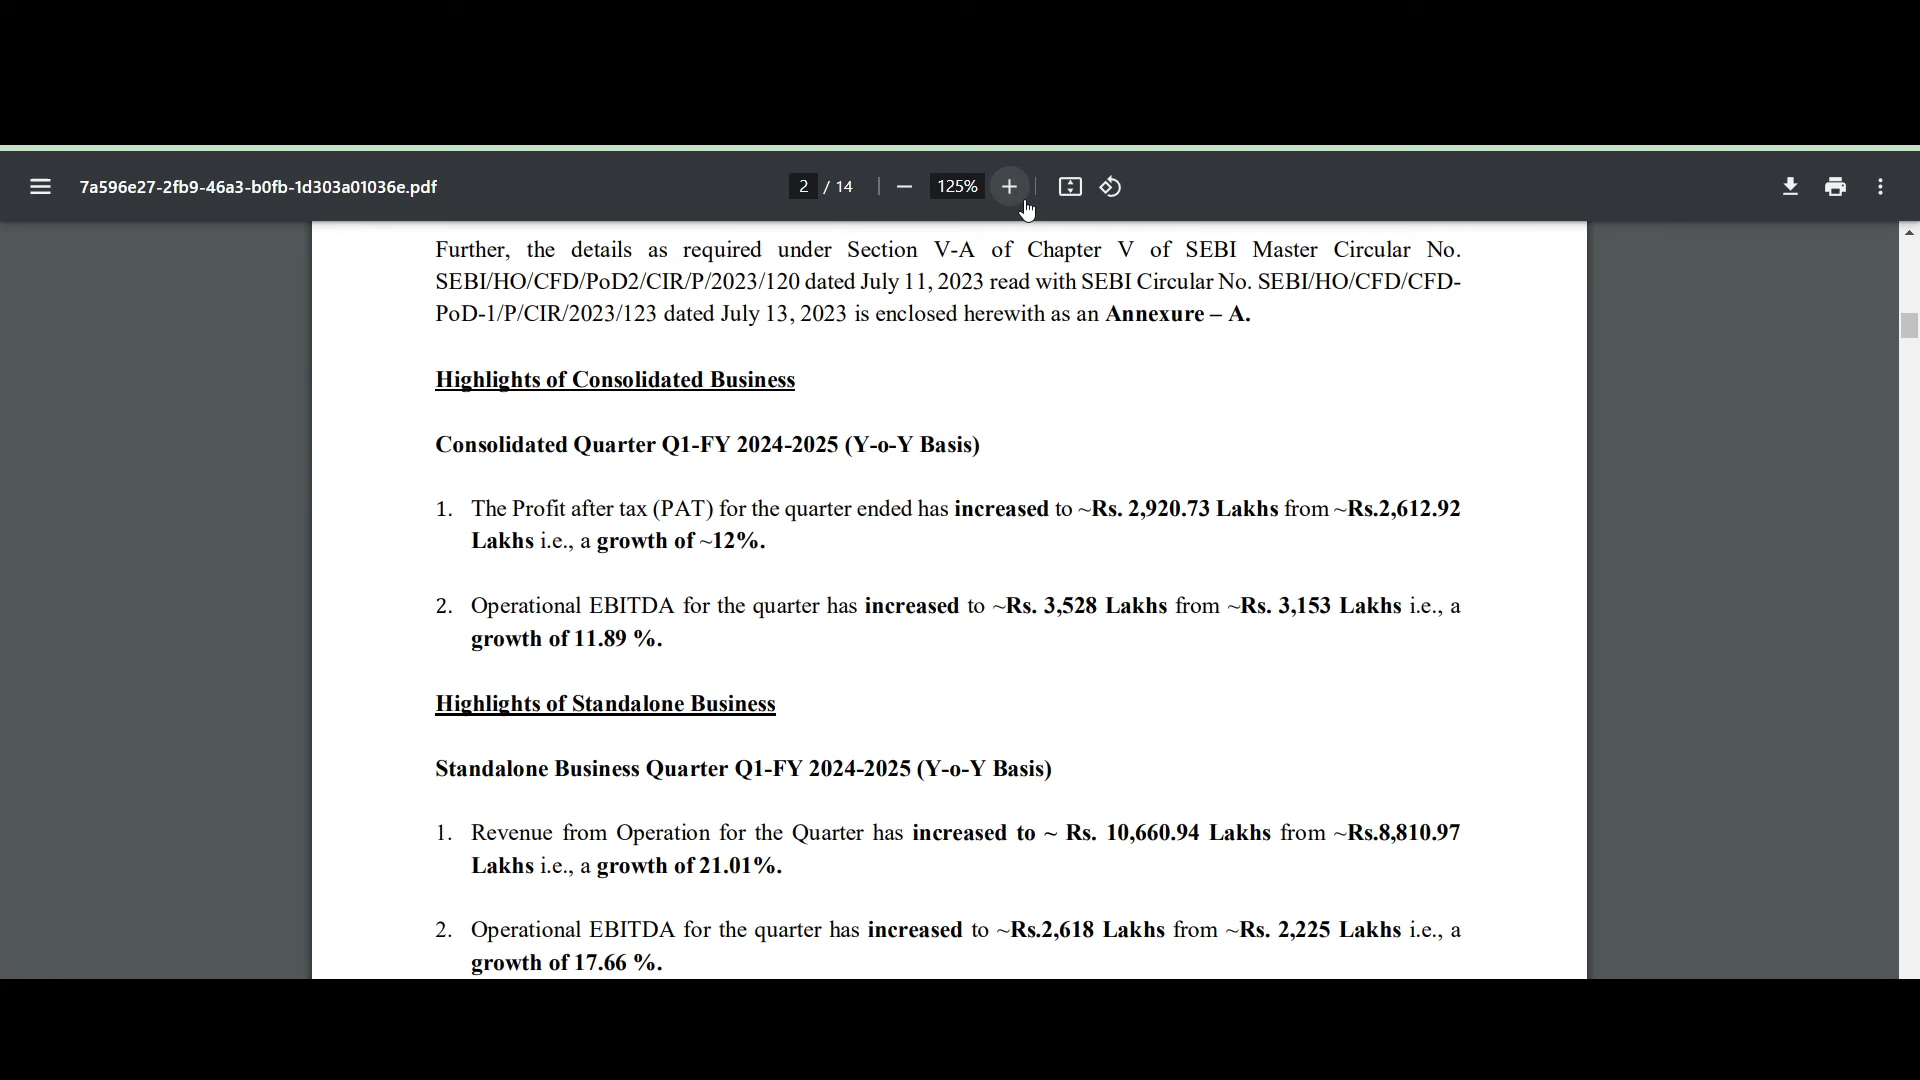 7a596e27-2fb9-46a3-b0fb-1d303a01036e.pdf
2 / 14
125%
Further, the details as required under Section V-A of Chapter V of SEBI Master Circular No.
SEBI/HO/CFD/PoD2/CIR/P/2023/120 dated July 11, 2023 read with SEBI Circular No. SEBI/HO/CFD/CFD-
PoD-1/P/CIR/2023/123 dated July 13, 2023 is enclosed herewith as an Annexure – A.
Highlights of Consolidated Business
Consolidated Quarter Q1-FY 2024-2025 (Y-o-Y Basis)
1. The Profit after tax (PAT) for the quarter ended has increased to ~Rs. 2,920.73 Lakhs from ~Rs.2,612.92
Lakhs i.e., a growth of ~12%.
2. Operational EBITDA for the quarter has increased to ~Rs. 3,528 Lakhs from ~Rs. 3,153 Lakhs i.e., a
growth of 11.89 %.
Highlights of Standalone Business
Standalone Business Quarter Q1-FY 2024-2025 (Y-o-Y Basis)
1. Revenue from Operation for the Quarter has increased to ~ Rs. 10,660.94 Lakhs from ~Rs.8,810.97
Lakhs i.e., a growth of 21.01%.
2. Operational EBITDA for the quarter has increased to ~Rs.2,618 Lakhs from ~Rs. 2,225 Lakhs i.e., a
growth of 17.66 %.